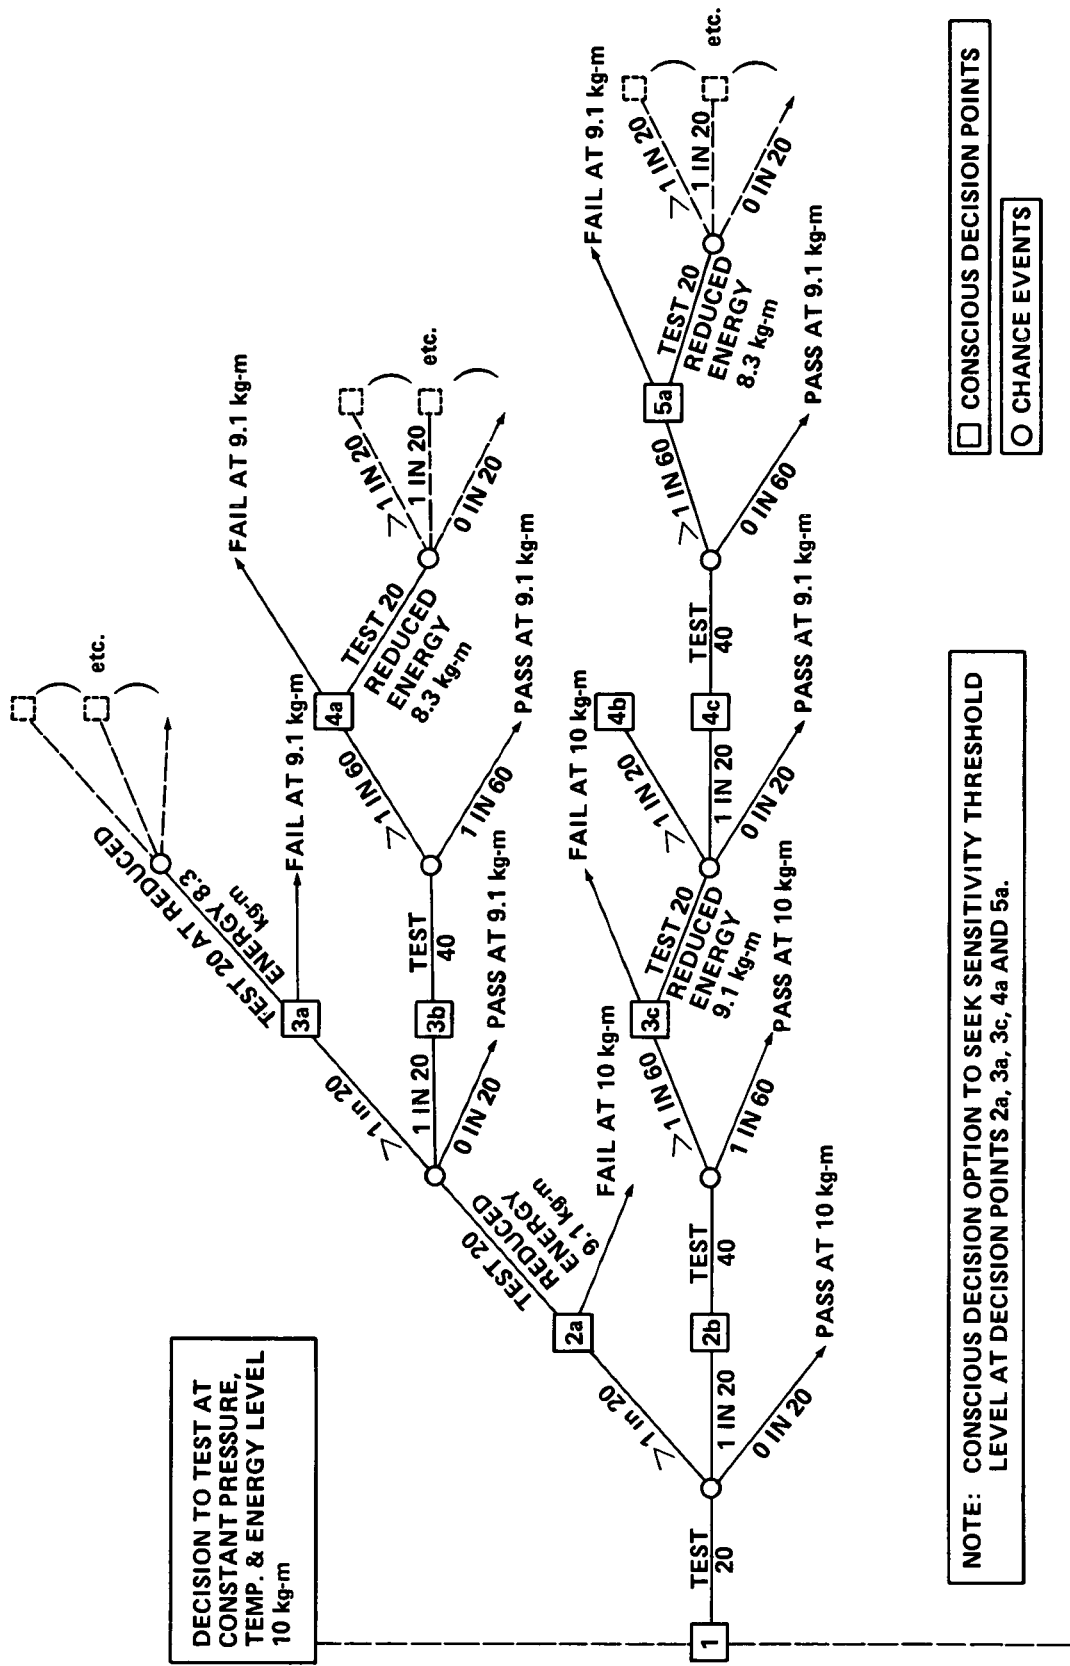 DECISION TO TEST AT
CONSTANT PRESSURE,
TEMP. & ENERGY LEVEL
10 kg-m
1
TEST
20
> 1 in 20
1 IN 20
0 IN 20
PASS AT 10 kg-m
2a
TEST 20
REDUCED
ENERGY
9.1 kg-m
FAIL AT 10 kg-m
2b
TEST
40
> 1 in 20
1 IN 20
0 IN 20
PASS AT 9.1 kg-m
> 1 IN 60
1 IN 60
PASS AT 10 kg-m
3a
TEST 20 AT REDUCED
ENERGY 8.3
kg-m
FAIL AT 9.1 kg-m
etc.
3b
TEST
40
> 1 IN 60
1 IN 60
PASS AT 9.1 kg-m
3c
FAIL AT 10 kg-m
TEST 20
REDUCED
ENERGY
9.1 kg-m
> 1 IN 20
1 IN 20
0 IN 20
PASS AT 9.1 kg-m
4a
FAIL AT 9.1 kg-m
TEST 20
REDUCED
ENERGY
8.3 kg-m
> 1 IN 20
1 IN 20
0 IN 20
etc.
4b
4c
TEST
40
> 1 IN 60
0 IN 60
PASS AT 9.1 kg-m
5a
FAIL AT 9.1 kg-m
TEST 20
REDUCED
ENERGY
8.3 kg-m
> 1 IN 20
1 IN 20
0 IN 20
etc.
NOTE: CONSCIOUS DECISION OPTION TO SEEK SENSITIVITY THRESHOLD
LEVEL AT DECISION POINTS 2a, 3a, 3c, 4a AND 5a.
CONSCIOUS DECISION POINTS
CHANCE EVENTS